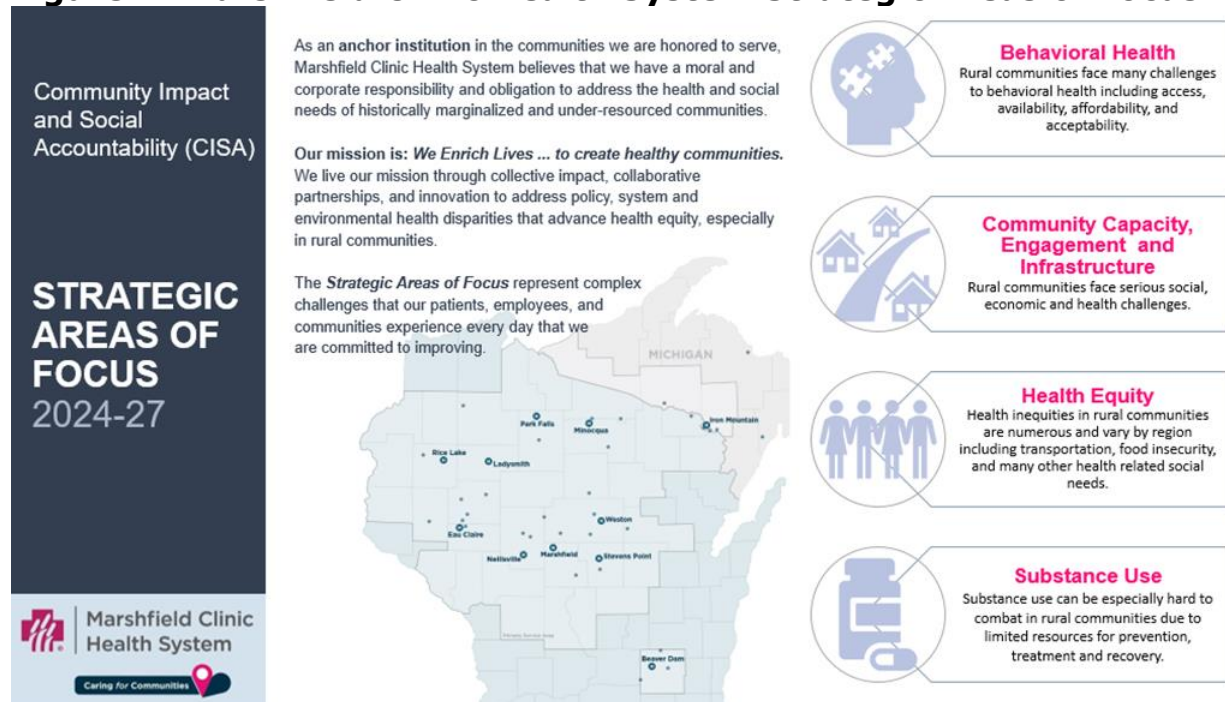 Community Impact
and Social
Accountability (CISA)
STRATEGIC
AREAS OF
FOCUS
2024-27
Marshfield Clinic
Health System
Caring for Communities
As an anchor institution in the communities we are honored to serve,
Marshfield Clinic Health System believes that we have a moral and
corporate responsibility and obligation to address the health and social
needs of historically marginalized and under-resourced communities.
Our mission is: We Enrich Lives ... to create healthy communities.
We live our mission through collective impact, collaborative
partnerships, and innovation to address policy, system and
environmental health disparities that advance health equity, especially
in rural communities.
The Strategic Areas of Focus represent complex
challenges that our patients, employees, and
communities experience every day that we
are committed to improving.
MICHIGAN
Park Falls
Minocqua
Iron Mountain
Rice Lake
Ladysmith
Weston
Eau Claire
Neillsville
Marshfield
Stevens Point
Primary Service Area
Beaver Dam
Behavioral Health
Rural communities face many challenges
to behavioral health including access,
availability, affordability, and
acceptability.
Community Capacity,
Engagement and
Infrastructure
Rural communities face serious social,
economic and health challenges.
Health Equity
Health inequities in rural communities
are numerous and vary by region
including transportation, food insecurity,
and many other health related social
needs.
Substance Use
Substance use can be especially hard to
combat in rural communities due to
limited resources for prevention,
treatment and recovery.